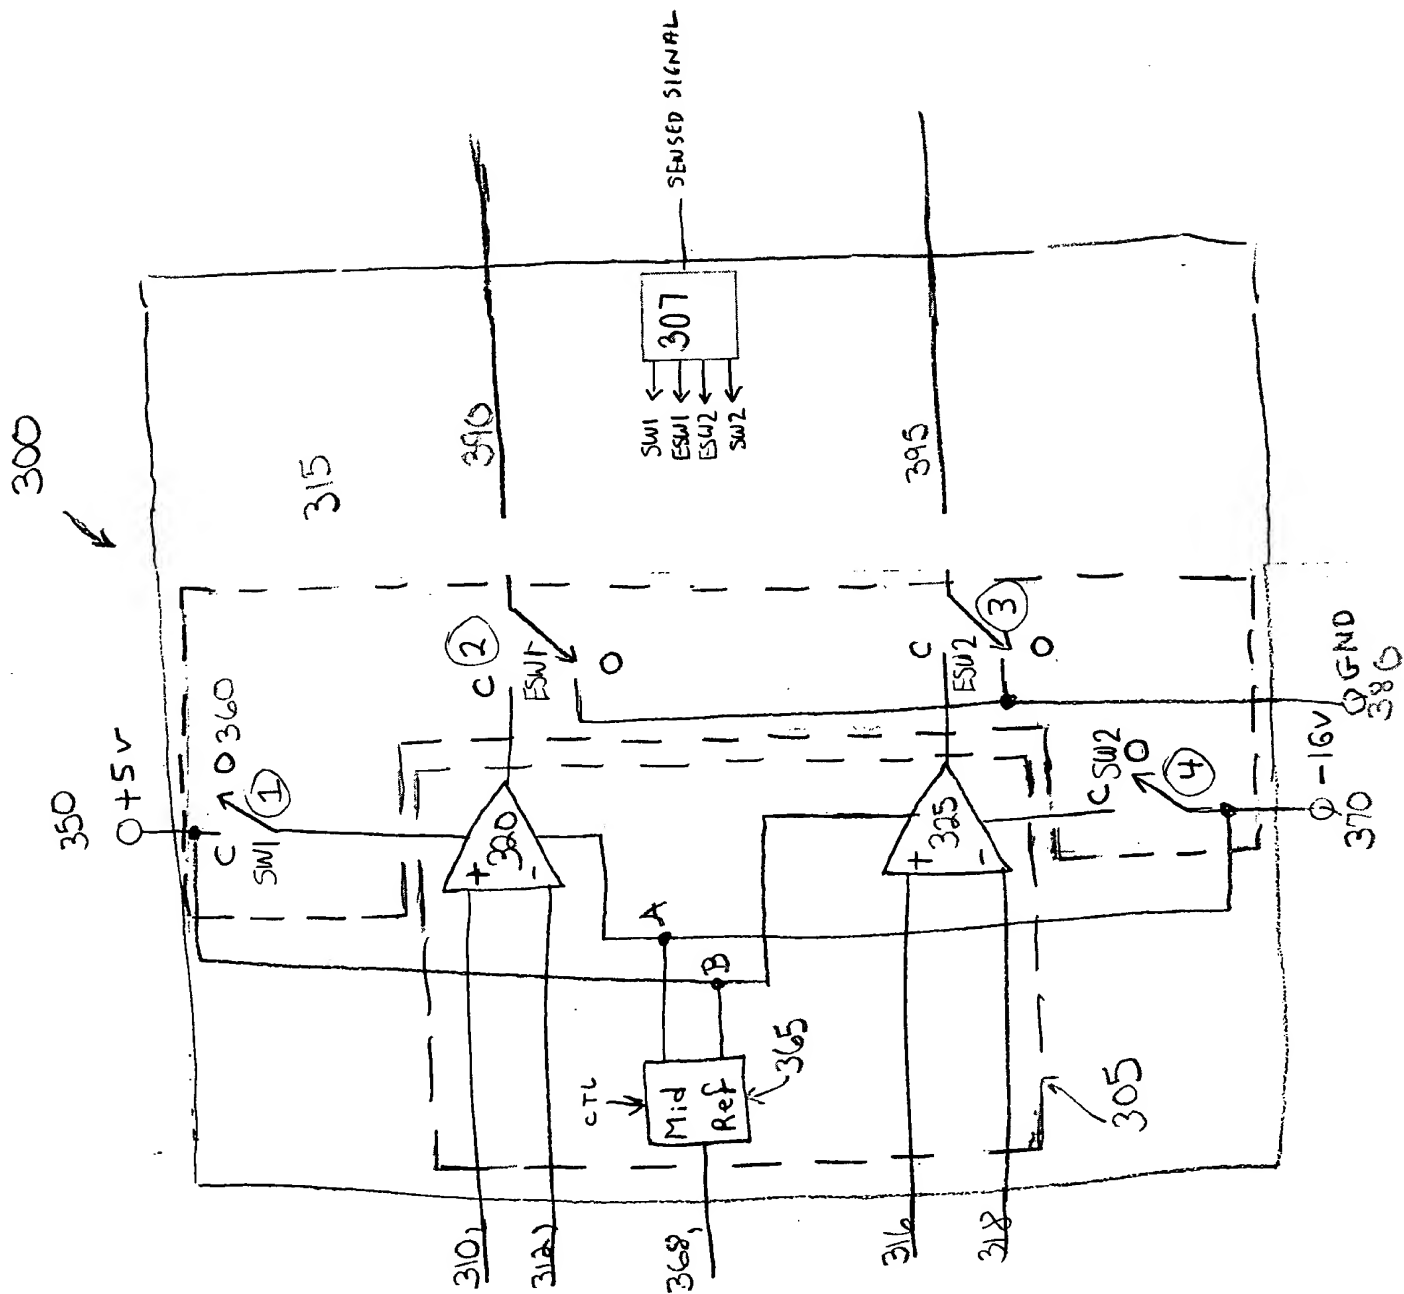 300
315
350
+5v
C
O
360
SW1
1
390
C
2
ESW1
O
SENSED SIGNAL
307
SW1
ESW1
ESW2
SW2
395
C
3
ESW2
O
GND
380
-16V
370
C
SW2
O
4
320
+
-
325
+
-
A
B
CTL
Mid
Ref
365
305
310,
312,
368,
316
318